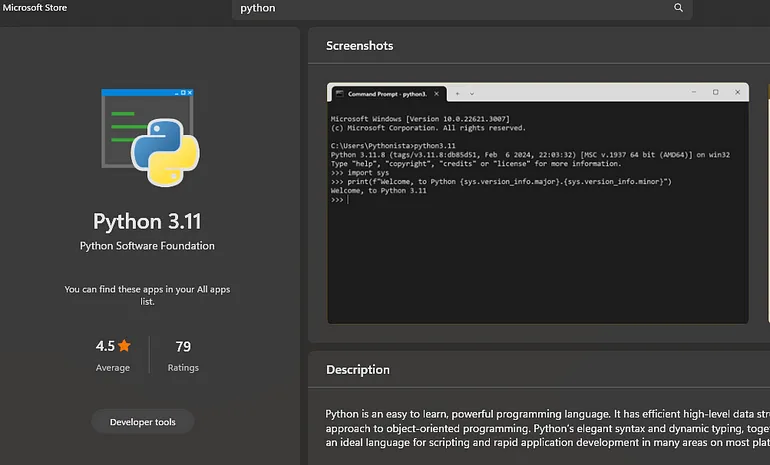 Microsoft Store
python
Python 3.11
Python Software Foundation
You can find these apps in your All apps
list.
4.5
79
Average
Ratings
Developer tools
Screenshots
Command Prompt - python3.
Microsoft Windows [Version 10.0.22621.3007]
(c) Microsoft Corporation. All rights reserved.
C:\Users\Pythonista>python3.11
Python 3.11.8 (tags/v3.11.8:db85d51, Feb  6 2024, 22:03:32) [MSC v.1937 64 bit (AMD64)] on win32
Type "help", "copyright", "credits" or "license" for more information.
>>> import sys
>>> print(f"Welcome, to Python {sys.version_info.major}.{sys.version_info.minor}")
Welcome, to Python 3.11
>>>
Description
Python is an easy to learn, powerful programming language. It has efficient high-level data str
approach to object-oriented programming. Python's elegant syntax and dynamic typing, toge
an ideal language for scripting and rapid application development in many areas on most plat